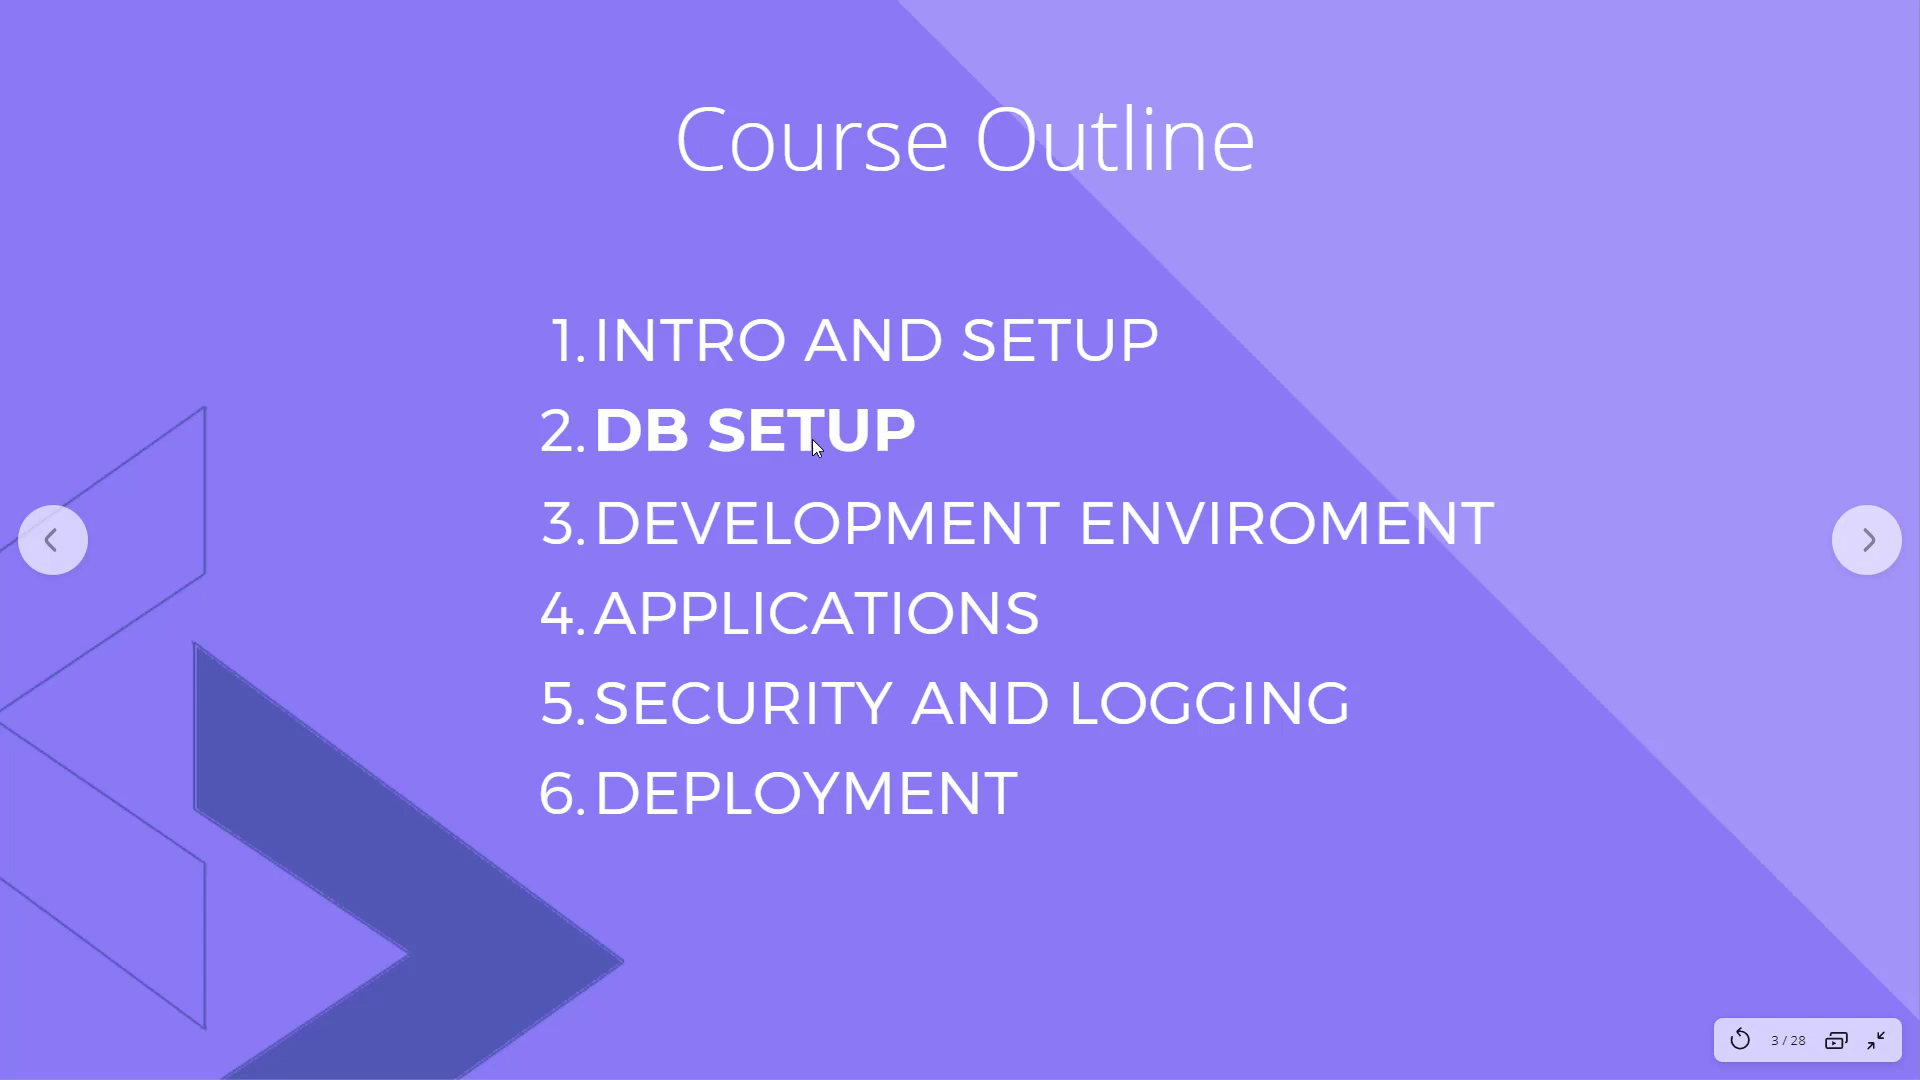 Course Outline
1. INTRO AND SETUP
2. DB SETUP
3. DEVELOPMENT ENVIROMENT
4. APPLICATIONS
5. SECURITY AND LOGGING
6. DEPLOYMENT
3 / 28